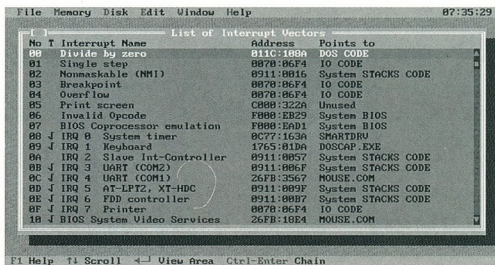 File Memory Disk Edit Window Help 07:35:29
[ ] List of Interrupt Vectors
No T Interrupt Name Address Points to
00 Divide by zero 011C:108A DOS CODE
01 Single step 0070:06F4 IO CODE
02 Nonmaskable (NMI) 0911:0016 System STACKS CODE
03 Breakpoint 0070:06F4 IO CODE
04 Overflow 0070:06F4 IO CODE
05 Print screen C000:322A Unused
06 Invalid Opcode F000:EB29 System BIOS
07 BIOS Coprocessor emulation F000:EAD1 System BIOS
08 √ IRQ 0 System timer 0C77:163A SMARTDRV
09 √ IRQ 1 Keyboard 1765:01DA DOSCAP.EXE
0A IRQ 2 Slave Int-Controller 0911:0057 System STACKS CODE
0B √ IRQ 3 UART (COM2) 0911:006F System STACKS CODE
0C √ IRQ 4 UART (COM1) 26FB:3567 MOUSE.COM
0D √ IRQ 5 AT-LPT2, XT-HDC 0911:009F System STACKS CODE
0E √ IRQ 6 FDD controller 0911:00B7 System STACKS CODE
0F √ IRQ 7 Printer 0070:06F4 IO CODE
10 √ BIOS System Video Services 26FB:10E4 MOUSE.COM
F1 Help ↑↓ Scroll ←┘ View Area Ctrl-Enter Chain